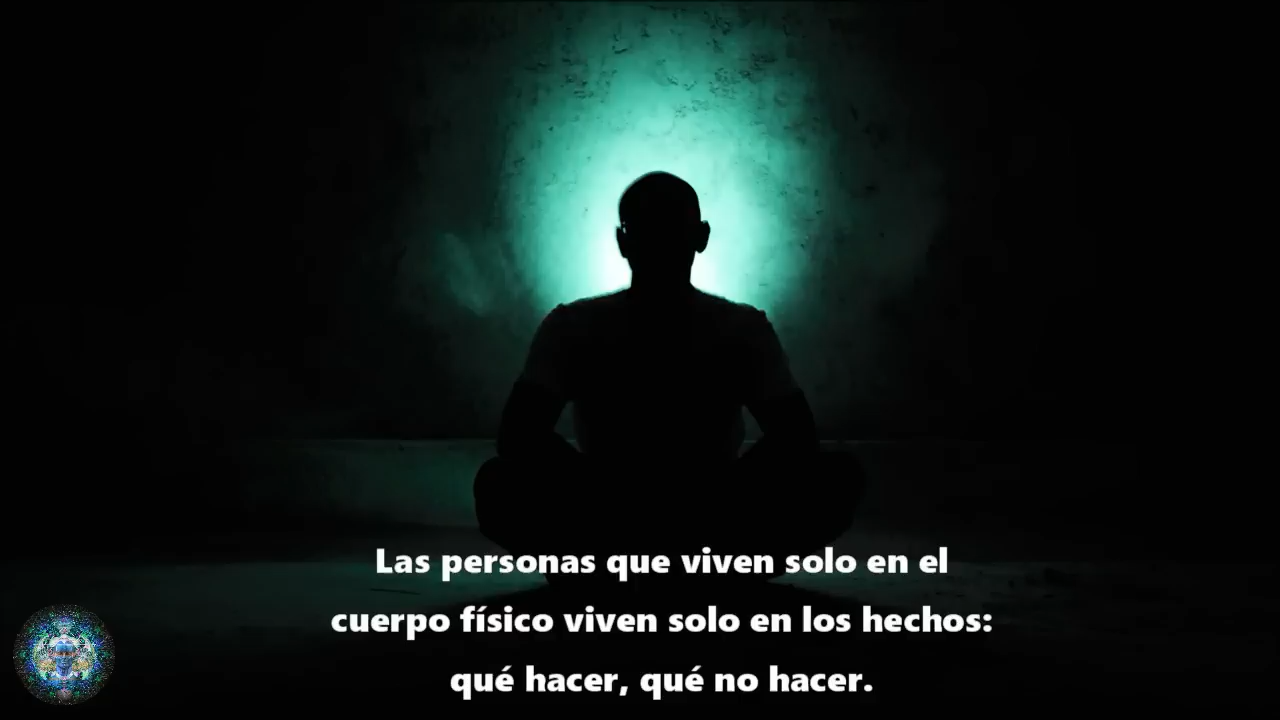 Las personas que viven solo en el
cuerpo físico viven solo en los hechos:
qué hacer, qué no hacer.